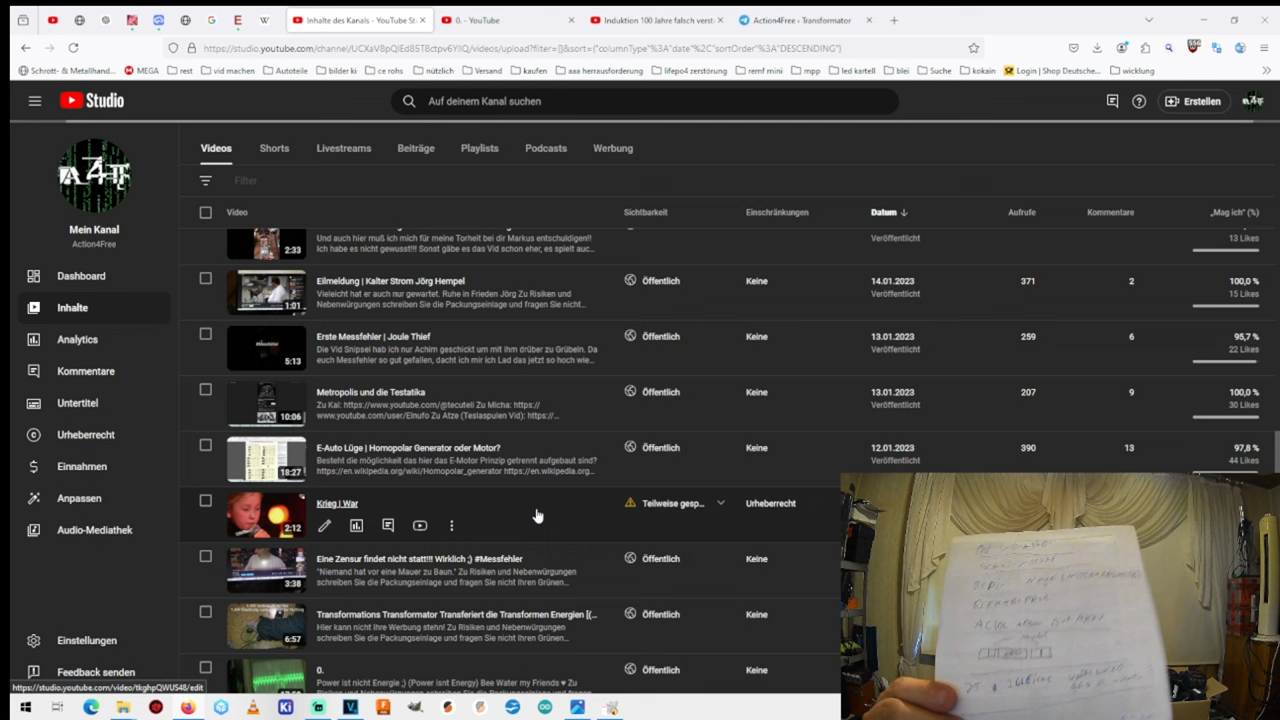 Inhalte des Kanals - YouTube St
0. - YouTube
Induktion 100 Jahre falsch verst
Action4Free › Transformator
https://studio.youtube.com/channel/UCXaV8pQIEd85T8ctpv6YlIQ/videos/upload?filter=[]&sort={"columnType"%3A"date"%2C"sortOrder"%3A"DESCENDING"}
Schrott- & Metallhand...
MEGA
rest
vid machen
Autoteile
bilder ki
ce rohs
nützlich
Versand
kaufen
aaa herrausforderung
lifepo4 zerstörung
remf mini
mpp
led kartell
blei
Suche
kokain
Login | Shop Deutsche...
wicklung
Studio
Auf deinem Kanal suchen
Erstellen
A4F
Mein Kanal
Action4Free
Dashboard
Inhalte
Analytics
Kommentare
Untertitel
Urheberrecht
Einnahmen
Anpassen
Audio-Mediathek
Einstellungen
Feedback senden
Videos
Shorts
Livestreams
Beiträge
Playlists
Podcasts
Werbung
Filter
Video
Sichtbarkeit
Einschränkungen
Datum
Aufrufe
Kommentare
„Mag ich" (%)
2:33
Und auch hier muß ich mich für meine Torheit bei dir Markus entschuldigen!!
Ich habe es nicht gewusst!!! Sonst gäbe es das Vid schon eher, es spielt auc...
Veröffentlicht
13 Likes
1:01
Eilmeldung | Kalter Strom Jörg Hempel
Vieleicht hat er auch nur gewartet. Ruhe in Frieden Jörg Zu Risiken und
Nebenwürgungen schreiben Sie die Packungseinlage und fragen Sie nicht...
Öffentlich
Keine
14.01.2023
Veröffentlicht
371
2
100,0 %
15 Likes
5:13
Erste Messfehler | Joule Thief
Die Vid Snipsel hab ich nur Achim geschickt um mit ihm drüber zu Grübeln. Da
euch Messfehler so gut gefallen, dacht ich mir ich Lad das jetzt so hoch wie...
Öffentlich
Keine
13.01.2023
Veröffentlicht
259
6
95,7 %
22 Likes
10:06
Metropolis und die Testatika
Zu Kai: https://www.youtube.com/@tecuteli Zu Micha: https://
www.youtube.com/user/Elnufo Zu Atze (Teslaspulen Vid): https:/...
Öffentlich
Keine
13.01.2023
Veröffentlicht
207
9
100,0 %
30 Likes
18:27
E-Auto Lüge | Homopolar Generator oder Motor?
Besteht die möglichkeit das hier das E-Motor Prinzip getrennt aufgebaut sind?
https://en.wikipedia.org/wiki/Homopolar_generator https://en.wikipedia.org...
Öffentlich
Keine
12.01.2023
Veröffentlicht
390
13
97,8 %
44 Likes
2:12
Krieg | War
Teilweise gesp...
Urheberrecht
3:38
Eine Zensur findet nicht statt!!! Wirklich ;) #Messfehler
"Niemand hat vor eine Mauer zu Baun." Zu Risiken und Nebenwürgungen
schreiben Sie die Packungseinlage und fragen Sie nicht Ihren Grünen...
Öffentlich
Keine
6:57
Transformations Transformator Transferiert die Transformen Energien [(...
Hier kann nicht Ihre Werbung stehn! Zu Risiken und Nebenwürgungen
schreiben Sie die Packungseinlage und fragen Sie nicht Ihren Grünen...
Öffentlich
Keine
0.
Power ist nicht Energie ;) (Power isnt Energy) Bee Water my Friends ♥ Zu
Öffentlich
Keine
https://studio.youtube.com/video/tkghpQWUS48/edit